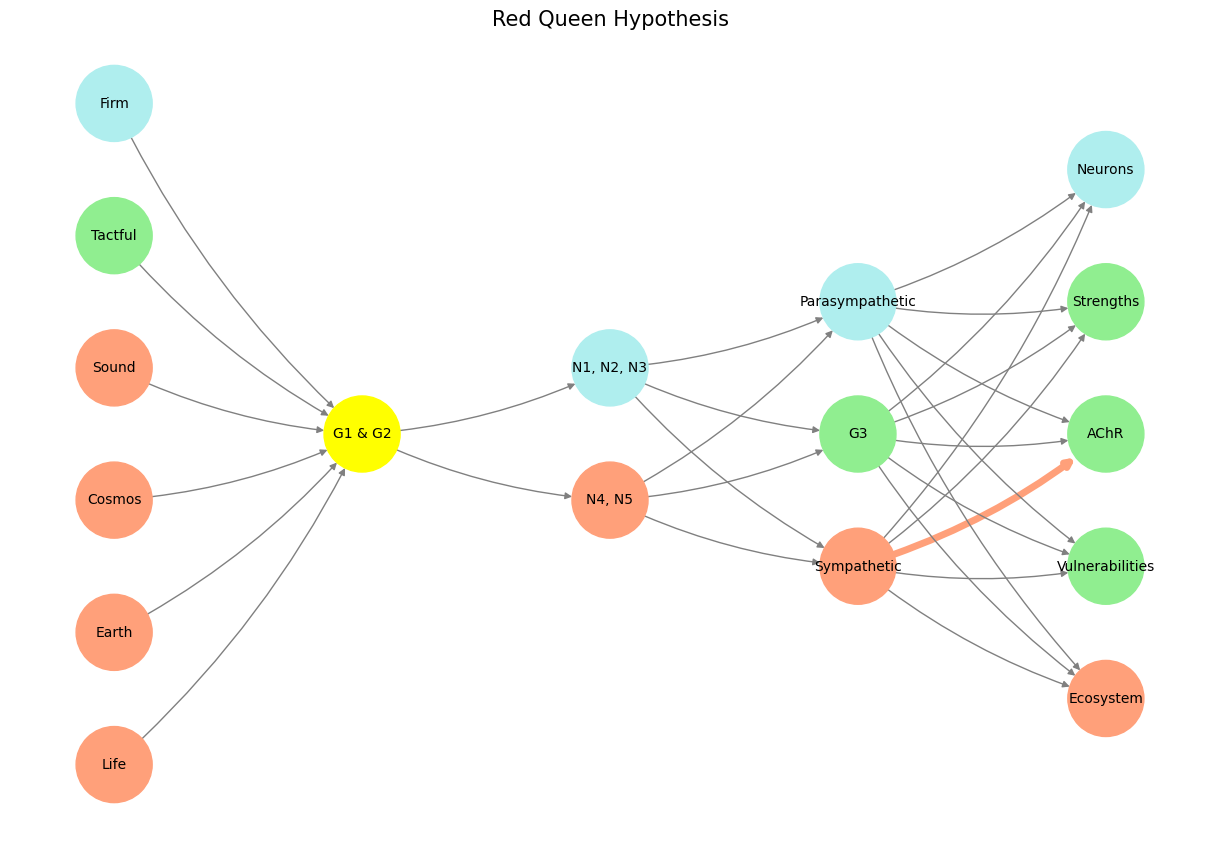 Red Queen Hypothesis
Firm
Tactful
Sound
Cosmos
Earth
Life
G1 & G2
N1, N2, N3
N4, N5
Parasympathetic
G3
Sympathetic
Neurons
Strengths
AChR
Vulnerabilities
Ecosystem